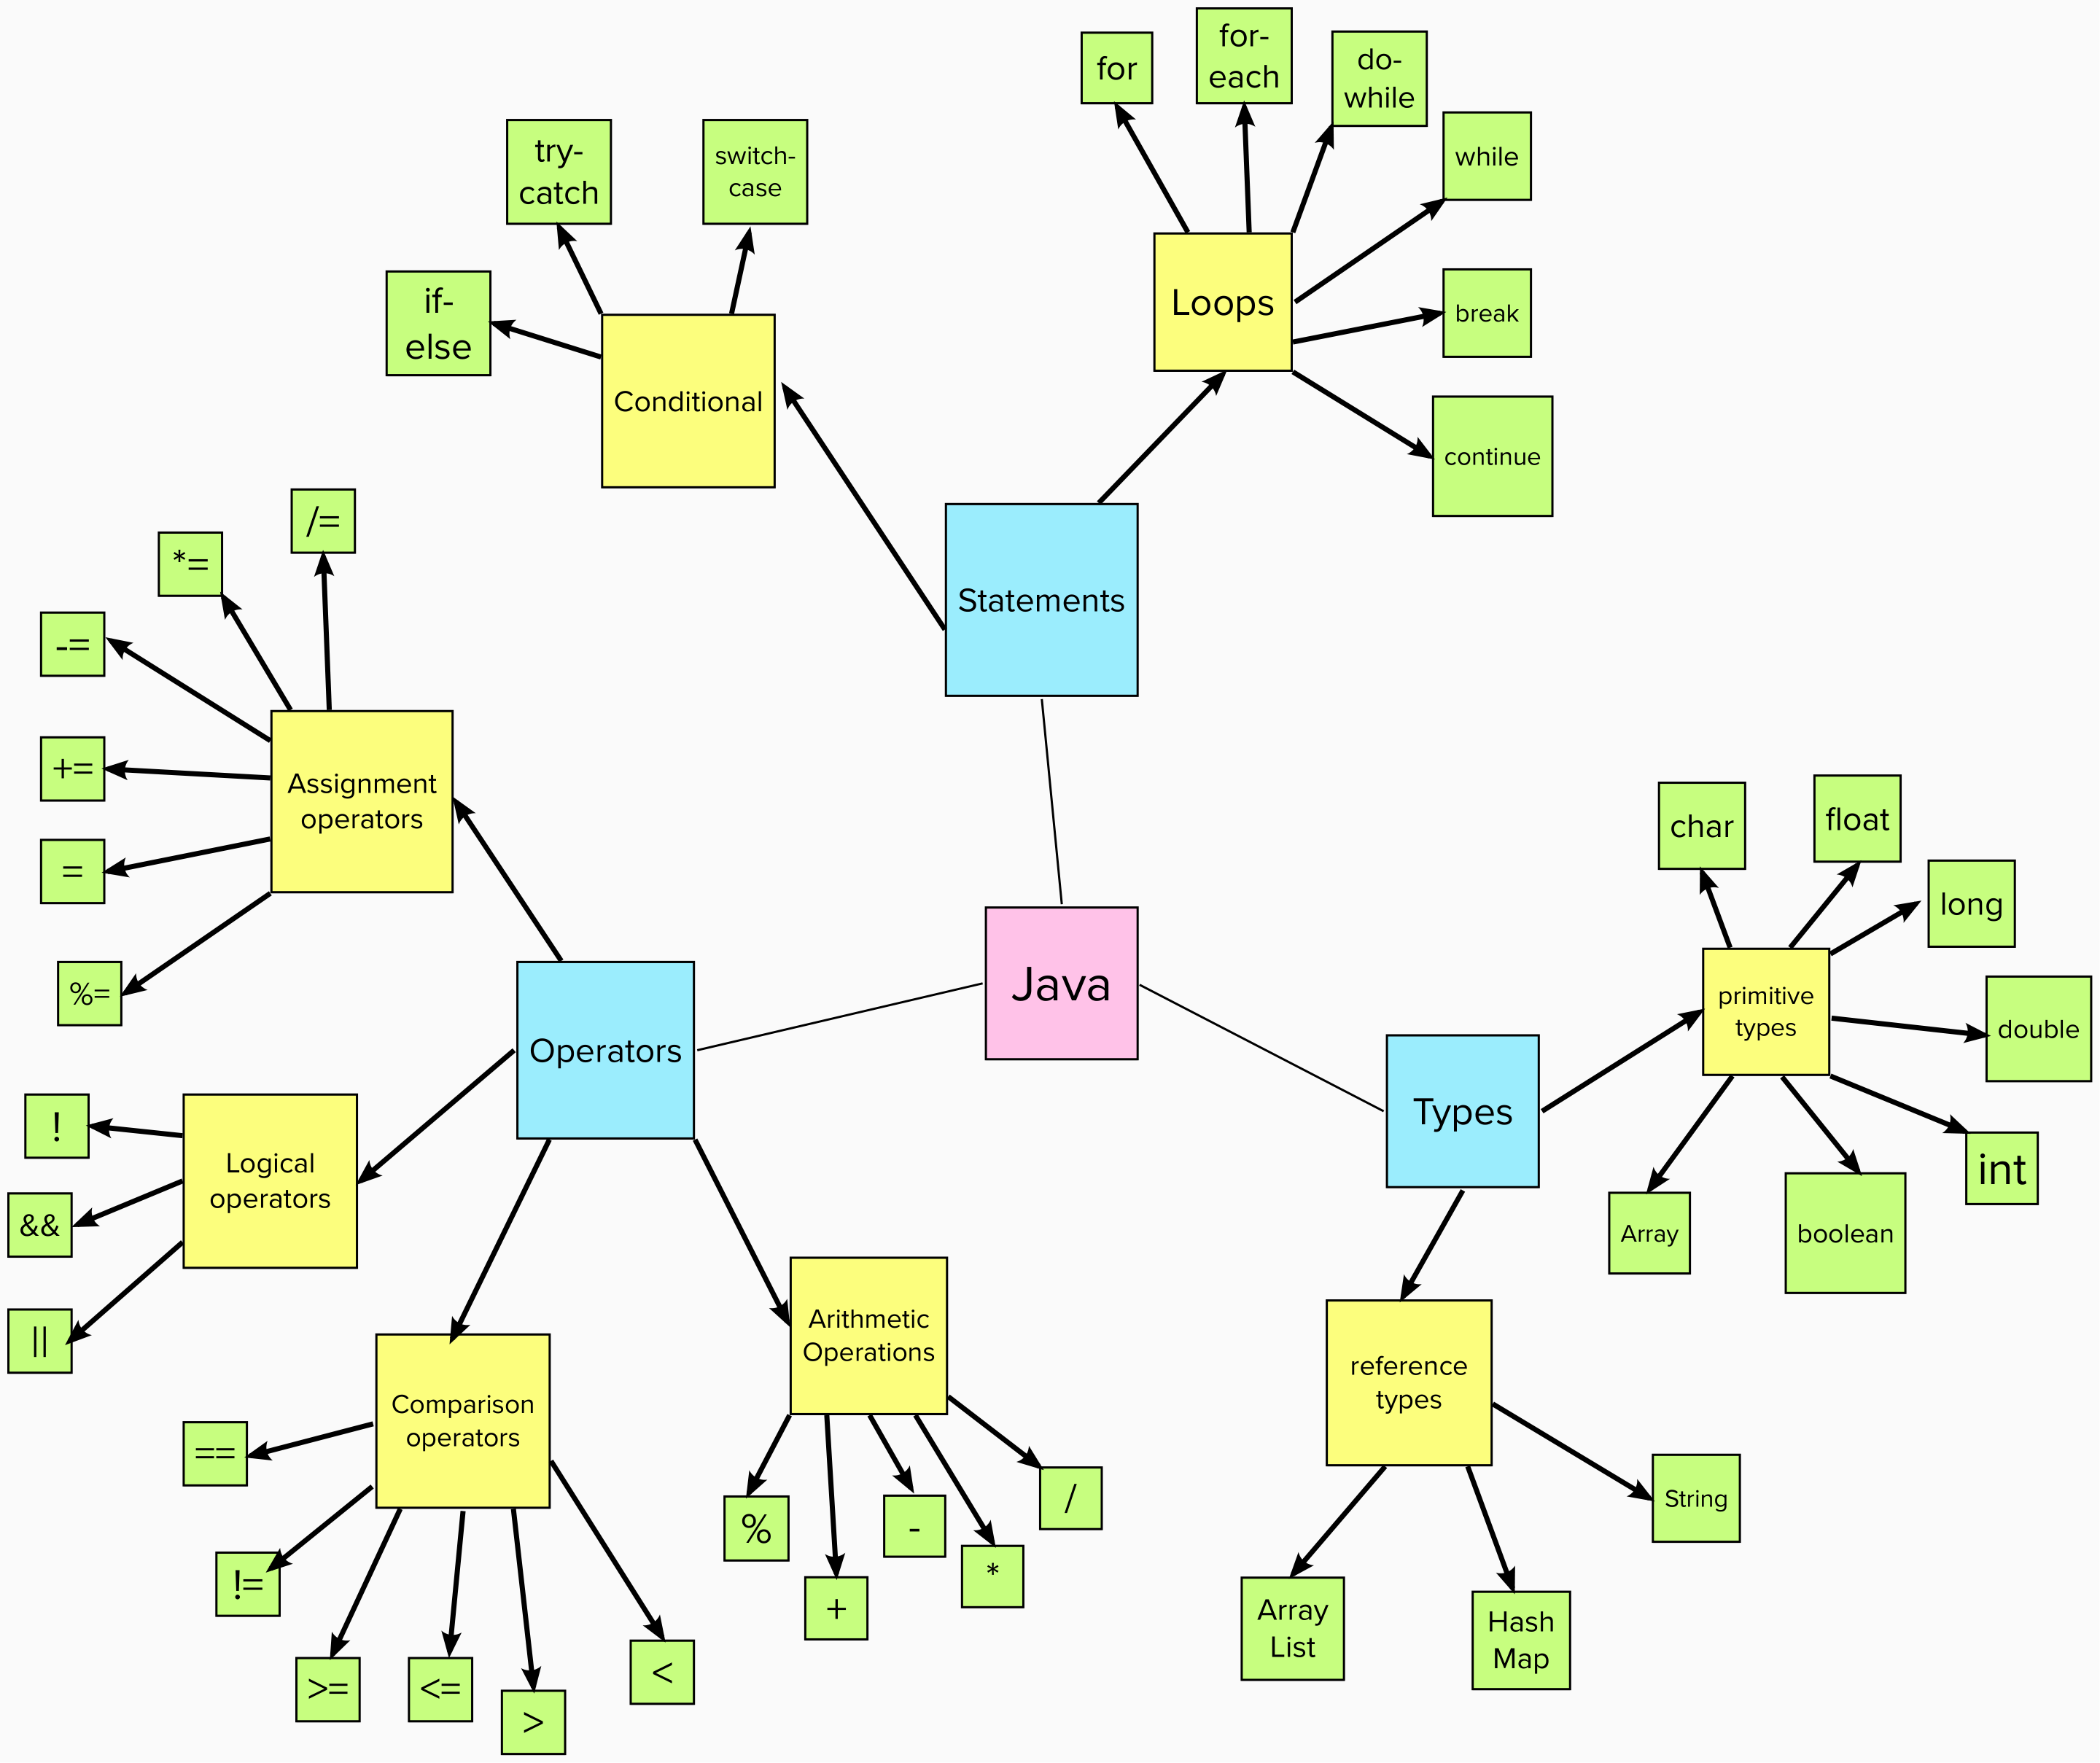 for
for-
each
do-
while
while
break
continue
Loops
try-
catch
switch-
case
if-
else
Conditional
Statements
/=
*=
-=
+=
=
%=
Assignment
operators
Java
Operators
!
&&
||
Logical
operators
Comparison
operators
==
!=
>=
<=
>
<
Arithmetic
Operations
%
+
-
*
/
Types
primitive
types
char
float
long
double
int
boolean
Array
reference
types
String
Array
List
Hash
Map